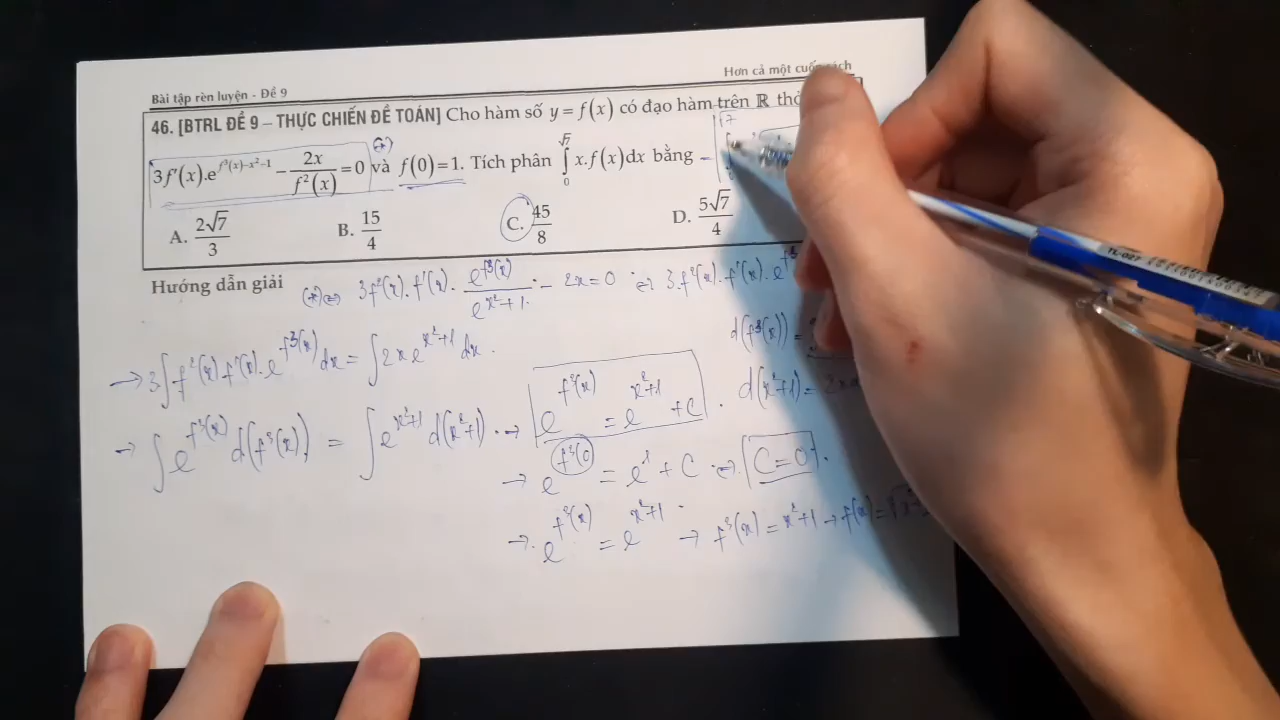 Bài tập rèn luyện - Đề 9
Hơn cả một cuốn sách
46. [BTRL ĐỀ 9 – THỰC CHIẾN ĐỀ TOÁN] Cho hàm số y = f(x) có đạo hàm trên ℝ
(*)
3f'(x).e^{f³(x)−x²−1} − 2x/f²(x) = 0 và f(0) = 1. Tích phân ∫₀^{√7} x.f(x)dx bằng
A. 2√7/3 B. 15/4 C. 45/8 D. 5√7/4
Hướng dẫn giải
(*) ⇔ 3f²(x).f'(x). e^{f³(x)}/e^{x²+1} − 2x = 0 ⇔ 3.f²(x).f'(x).e^{f³
→ 3∫f²(x)f'(x).e^{f³(x)}dx = ∫2xe^{x²+1}dx.
d(f³(x)) =
→ ∫e^{f³(x)}d(f³(x)) = ∫e^{x²+1}d(x²+1). → e^{f³(x)} = e^{x²+1} + C. d(x²+1) = 2x
→ e^{f³(0)} = e¹ + C ⇔ C = 0.
→ e^{f³(x)} = e^{x²+1}. → f³(x) = x²+1 → f(x) =